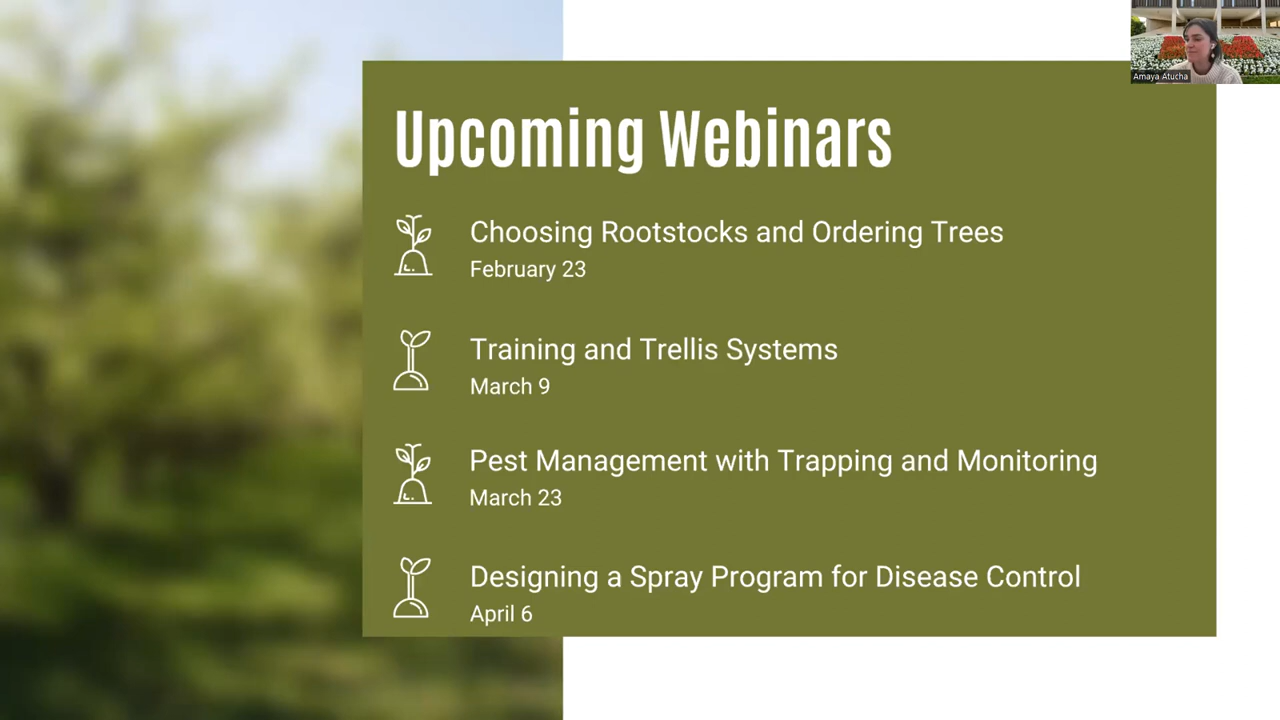 Amaya Atucha
Upcoming Webinars
Choosing Rootstocks and Ordering Trees
February 23
Training and Trellis Systems
March 9
Pest Management with Trapping and Monitoring
March 23
Designing a Spray Program for Disease Control
April 6